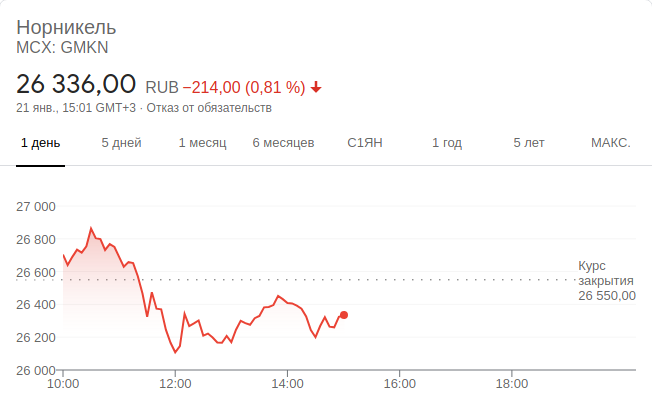 Норникель
MCX: GMKN
26 336,00 RUB −214,00 (0,81 %)
21 янв., 15:01 GMT+3 · Отказ от обязательств
1 день 5 дней 1 месяц 6 месяцев С1ЯН 1 год 5 лет МАКС.
27 000
26 800
26 600
26 400
26 200
26 000
Курс
закрытия
26 550,00
10:00 12:00 14:00 16:00 18:00